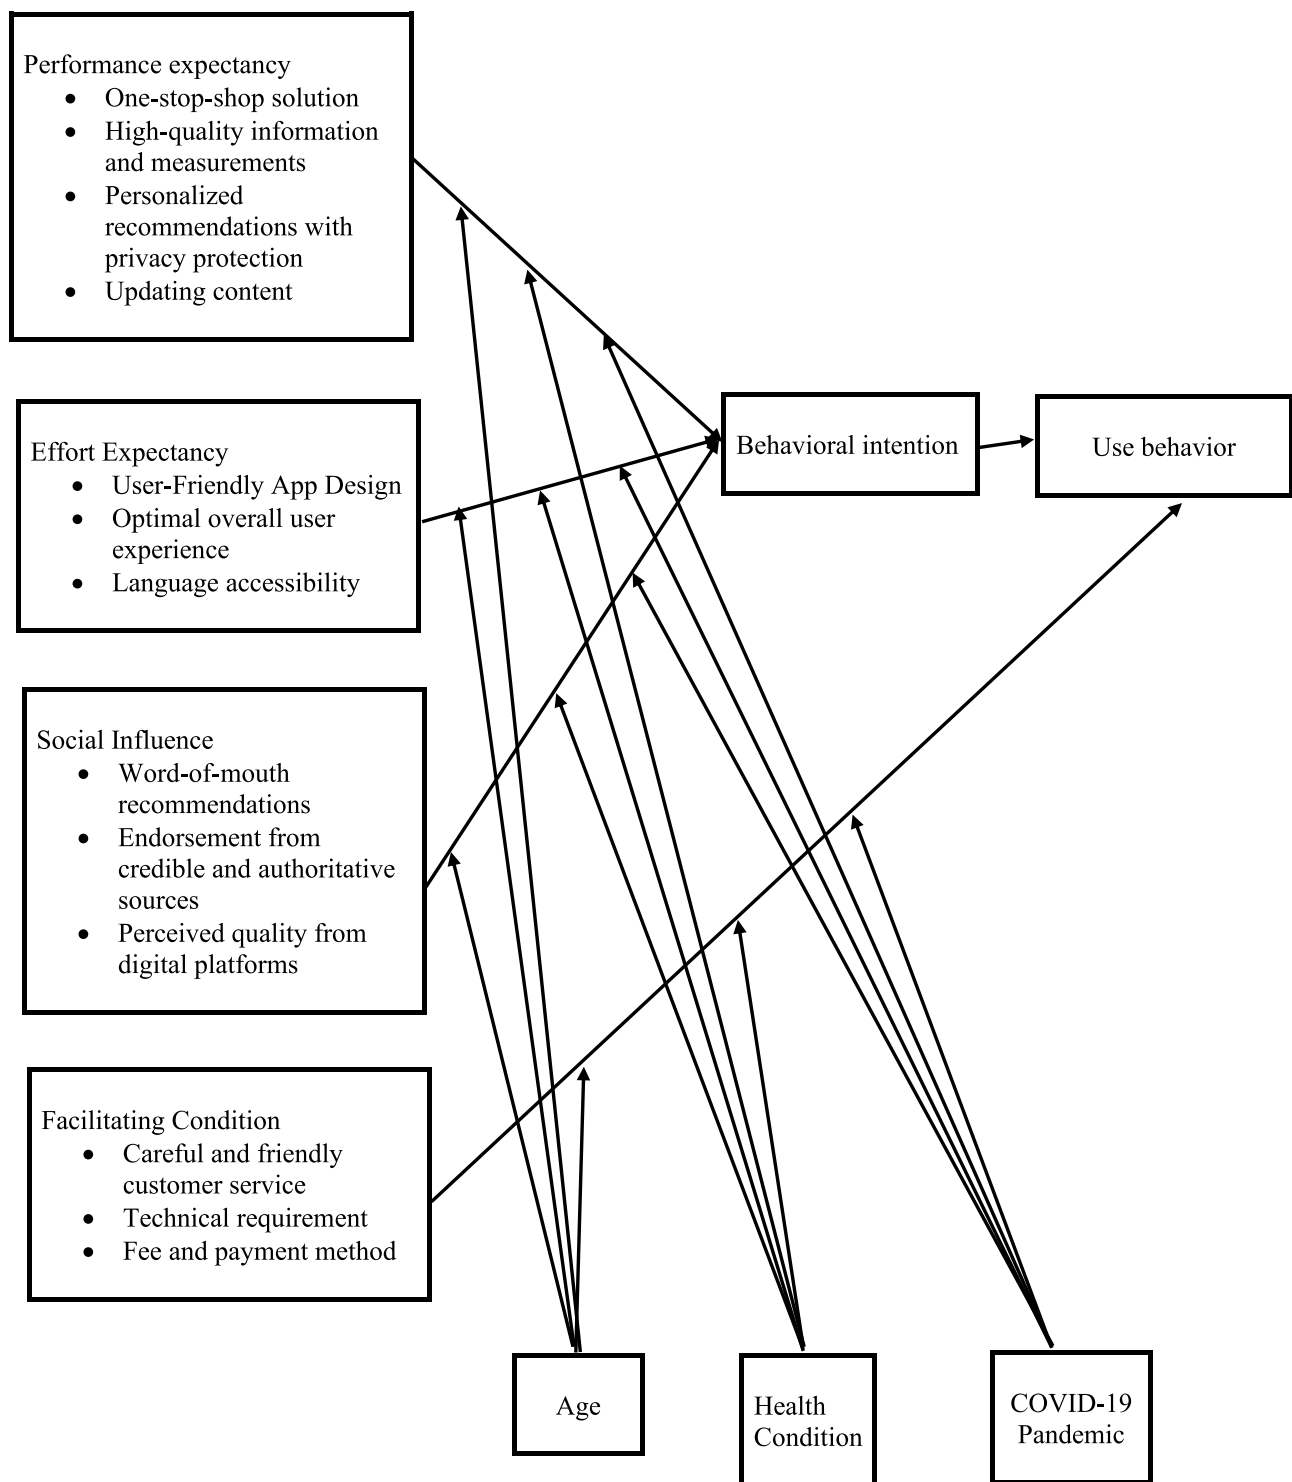 Performance expectancy
• One-stop-shop solution
• High-quality information
and measurements
• Personalized
recommendations with
privacy protection
• Updating content
Effort Expectancy
• User-Friendly App Design
• Optimal overall user
experience
• Language accessibility
Behavioral intention
Use behavior
Social Influence
• Word-of-mouth
recommendations
• Endorsement from
credible and authoritative
sources
• Perceived quality from
digital platforms
Facilitating Condition
• Careful and friendly
customer service
• Technical requirement
• Fee and payment method
Age
Health
Condition
COVID-19
Pandemic